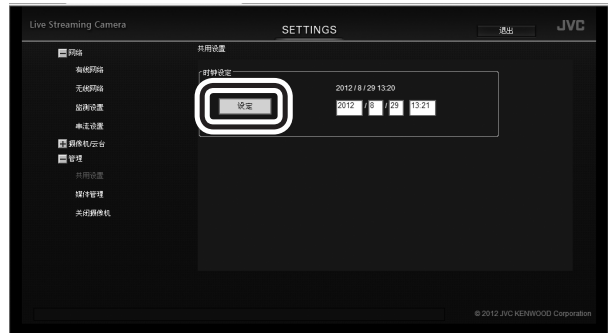 Live Streaming Camera
SETTINGS
退出
JVC
网络
有线网络
无线网络
监测设置
串流设置
摄像机/云台
管理
共用设置
媒体管理
关闭摄像机
共用设置
时钟设定
2012 / 8 / 29 13:20
设定
2012 / 8 / 29 13:21
© 2012 JVC KENWOOD Corporation